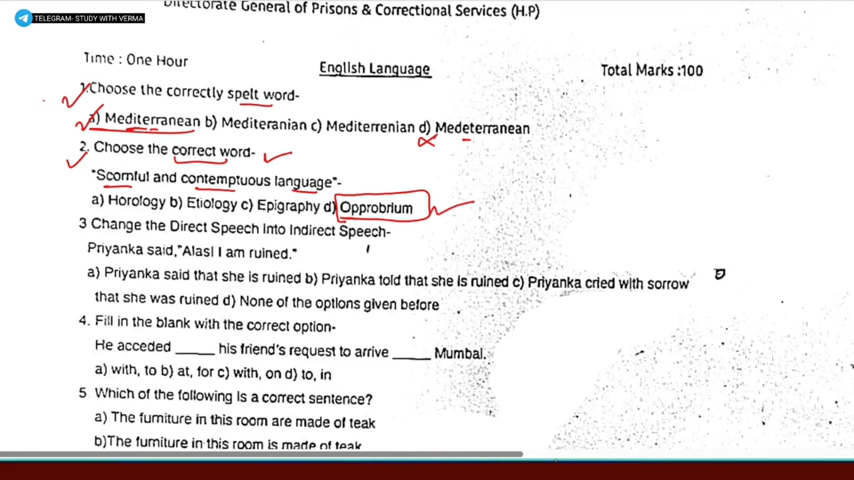 Directorate General of Prisons & Correctional Services (H.P)
TELEGRAM- STUDY WITH VERMA
Time : One Hour
English Language
Total Marks :100
1.Choose the correctly spelt word-
a) Mediterranean b) Mediteranian c) Mediterrenian d) Medeterranean
2. Choose the correct word-
"Scornful and contemptuous language"-
a) Horology b) Etiology c) Epigraphy d) Opprobrium
3 Change the Direct Speech into Indirect Speech-
Priyanka said,"Alas! I am ruined."
a) Priyanka said that she is ruined b) Priyanka told that she is ruined c) Priyanka cried with sorrow
that she was ruined d) None of the options given before
4. Fill in the blank with the correct option-
He acceded _____ his friend's request to arrive _____ Mumbai.
a) with, to b) at, for c) with, on d) to, in
5 Which of the following is a correct sentence?
a) The furniture in this room are made of teak
b)The furniture in this room is made of teak